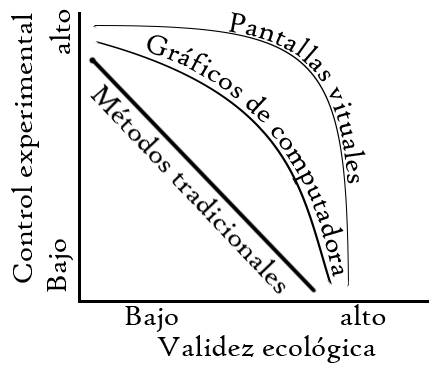 Control experimental
alto
Bajo
Pantallas vituales
Gráficos de computadora
Métodos tradicionales
Bajo
alto
Validez ecológica